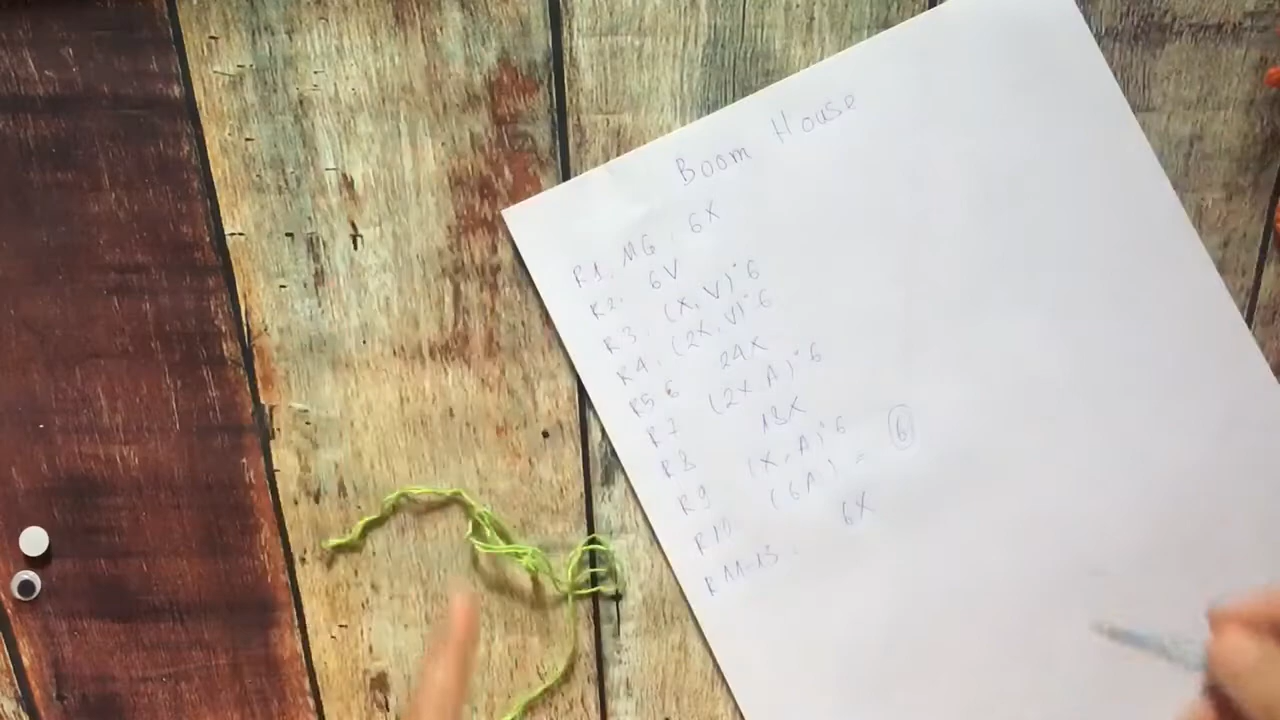 Boom House
R1. MG, 6X
R2. 6V
R3. (X, V)*6
R4. (2X, V)*6
R5 6 24X
R7 (2X A)*6
R8 18X
R9 (X, A)*6
R10 (6A) - 6
R 11-13. 6X